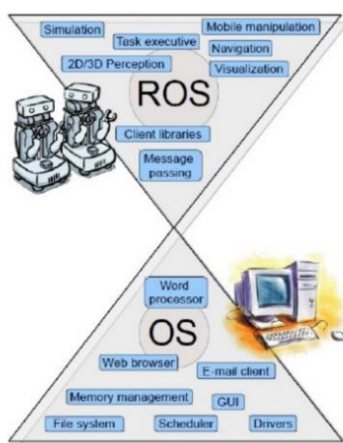 Simulation
Mobile manipulation
Task executive
Navigation
2D/3D Perception
Visualization
ROS
Client libraries
Message
passing
Word
processor
OS
Web browser
E-mail client
Memory management
GUI
File system
Scheduler
Drivers